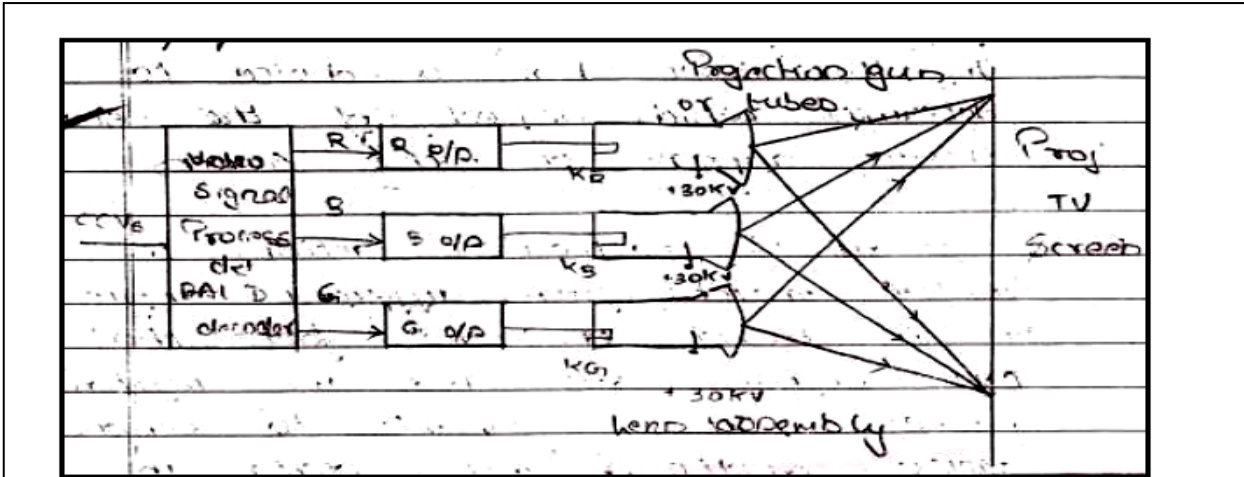 Projection gun
or tubes
R
R O/P.
KR
+30KV.
Signal
B
CCVS
Process
B O/P
KB
+30KV
PAL D
G
decoder
G. O/P
KG
+30KV
Lens assembly
Proj
TV
Screen